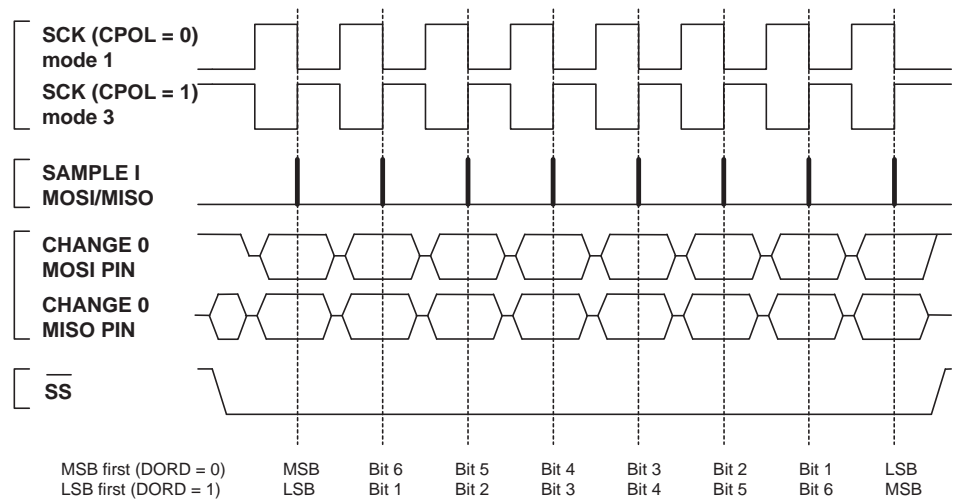 SCK (CPOL = 0)
mode 1
SCK (CPOL = 1)
mode 3
SAMPLE I
MOSI/MISO
CHANGE 0
MOSI PIN
CHANGE 0
MISO PIN
SS
MSB first (DORD = 0) MSB Bit 6 Bit 5 Bit 4 Bit 3 Bit 2 Bit 1 LSB
LSB first (DORD = 1) LSB Bit 1 Bit 2 Bit 3 Bit 4 Bit 5 Bit 6 MSB